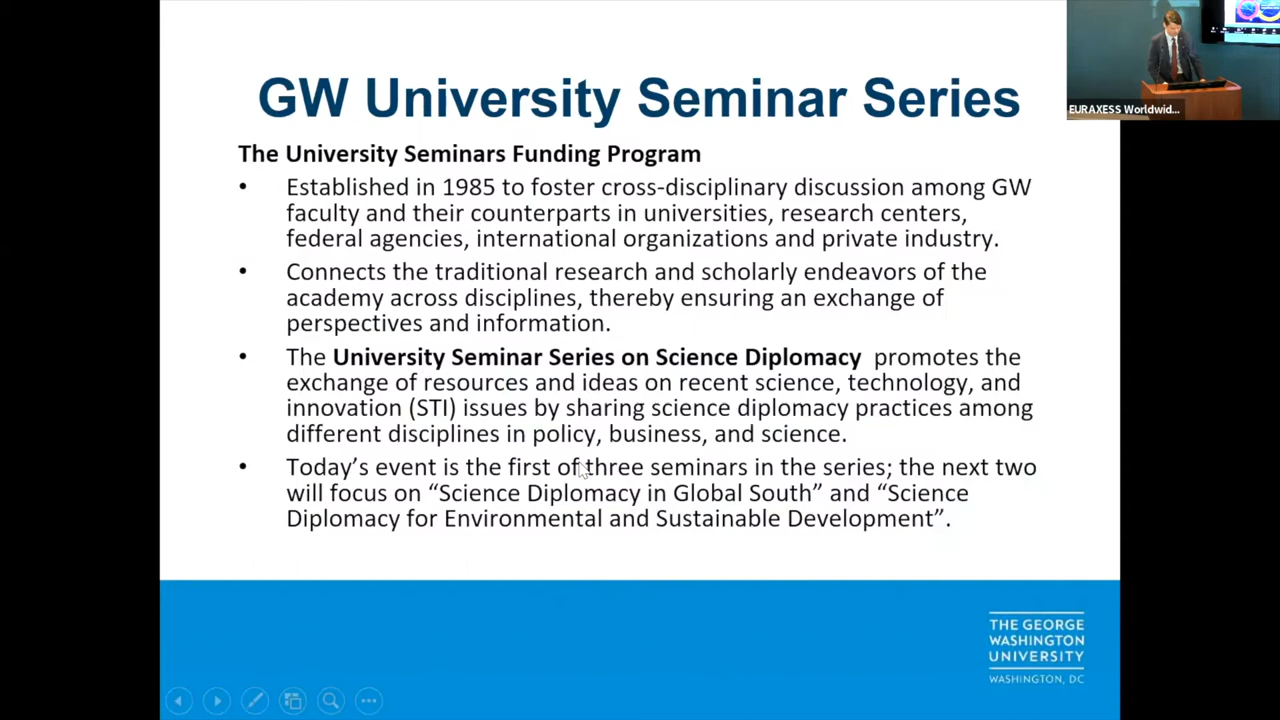 GW University Seminar Series
EURAXESS Worldwid...
The University Seminars Funding Program
• Established in 1985 to foster cross-disciplinary discussion among GW
faculty and their counterparts in universities, research centers,
federal agencies, international organizations and private industry.
• Connects the traditional research and scholarly endeavors of the
academy across disciplines, thereby ensuring an exchange of
perspectives and information.
• The University Seminar Series on Science Diplomacy promotes the
exchange of resources and ideas on recent science, technology, and
innovation (STI) issues by sharing science diplomacy practices among
different disciplines in policy, business, and science.
• Today’s event is the first of three seminars in the series; the next two
will focus on “Science Diplomacy in Global South” and “Science
Diplomacy for Environmental and Sustainable Development”.
THE GEORGE
WASHINGTON
UNIVERSITY
WASHINGTON, DC